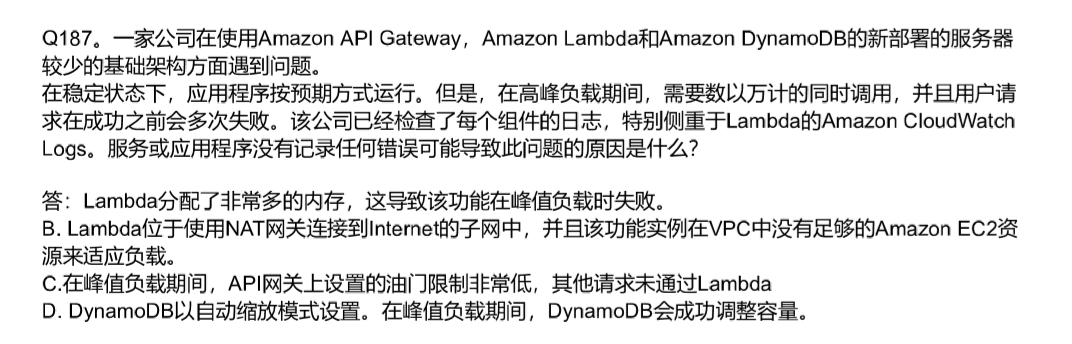 Q187。一家公司在使用Amazon API Gateway，Amazon Lambda和Amazon DynamoDB的新部署的服务器
较少的基础架构方面遇到问题。
在稳定状态下，应用程序按预期方式运行。但是，在高峰负载期间，需要数以万计的同时调用，并且用户请
求在成功之前会多次失败。该公司已经检查了每个组件的日志，特别侧重于Lambda的Amazon CloudWatch
Logs。服务或应用程序没有记录任何错误可能导致此问题的原因是什么？
答：Lambda分配了非常多的内存，这导致该功能在峰值负载时失败。
B. Lambda位于使用NAT网关连接到Internet的子网中，并且该功能实例在VPC中没有足够的Amazon EC2资
源来适应负载。
C.在峰值负载期间，API网关上设置的油门限制非常低，其他请求未通过Lambda
D. DynamoDB以自动缩放模式设置。在峰值负载期间，DynamoDB会成功调整容量。